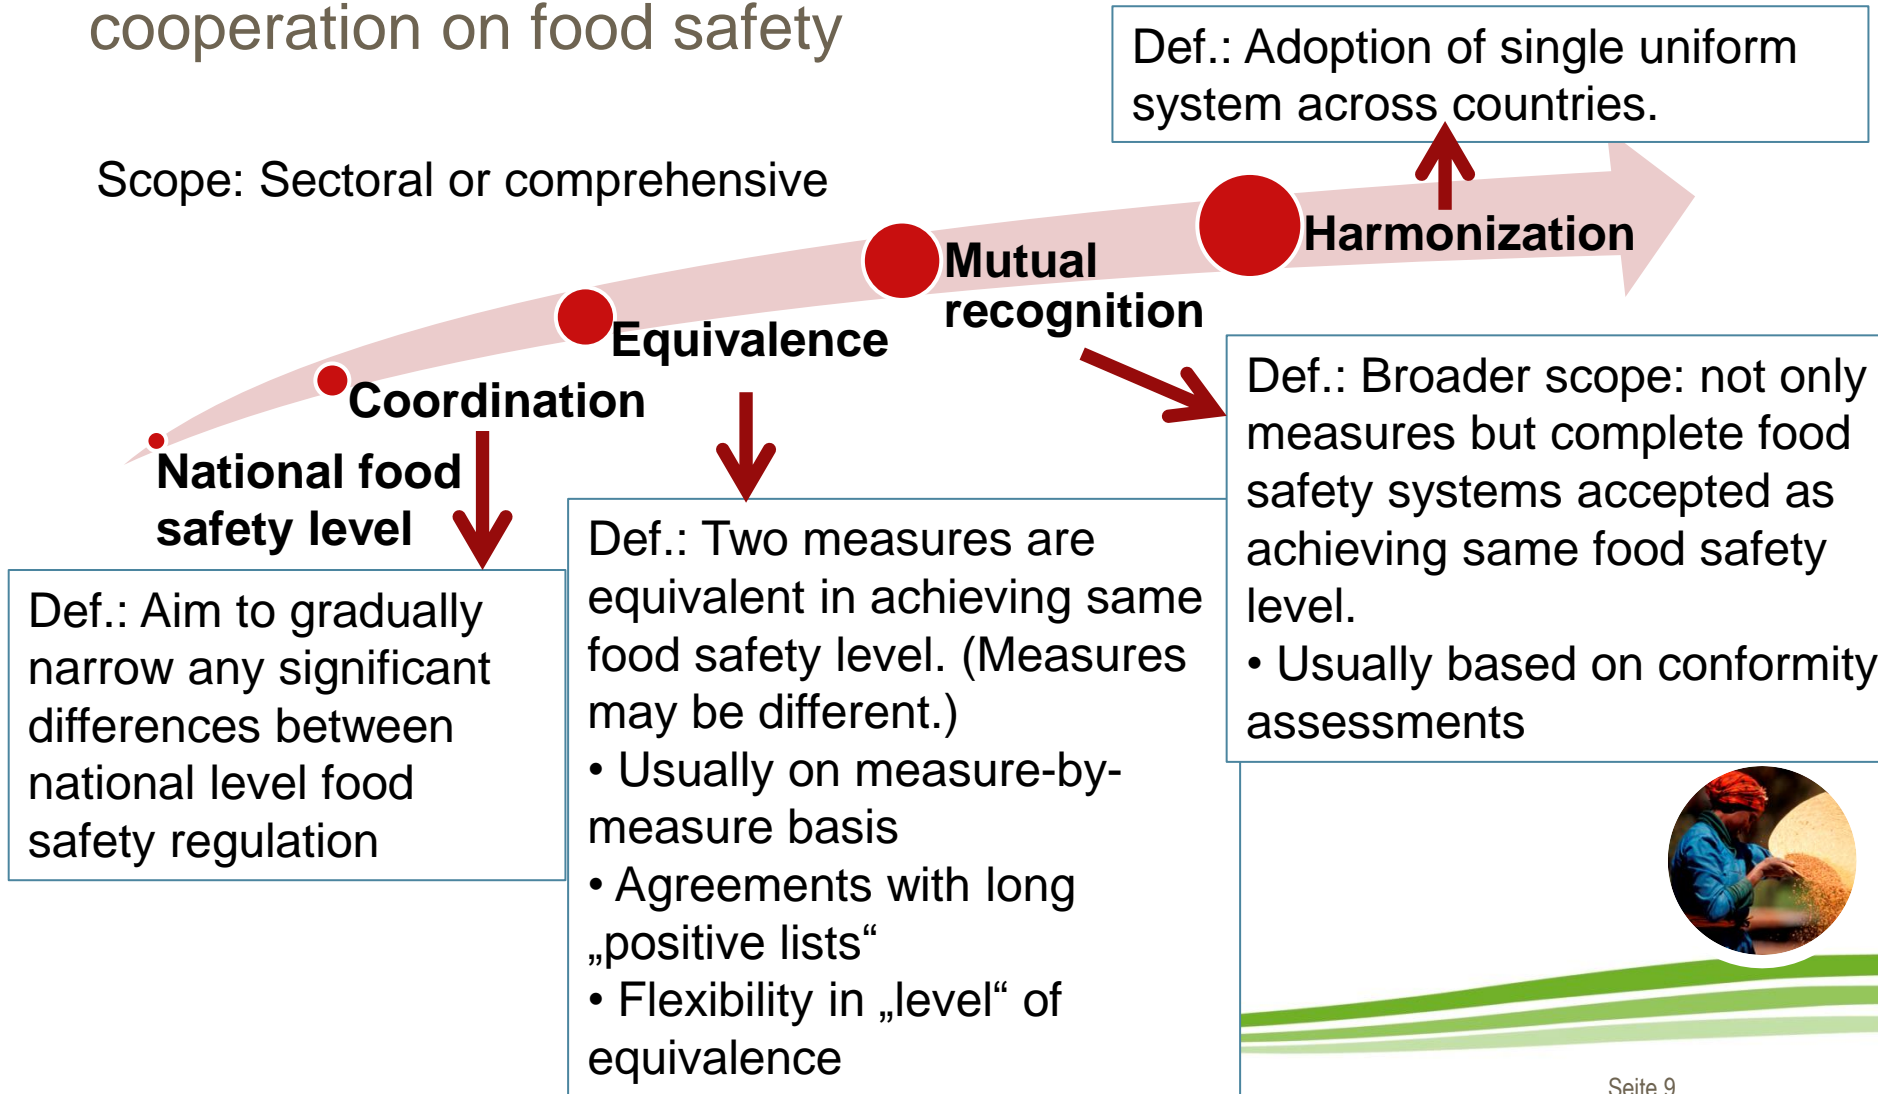 cooperation on food safety
Def.: Adoption of single uniform
system across countries.
Scope: Sectoral or comprehensive
Harmonization
Mutual
recognition
Equivalence
Coordination
National food
safety level
Def.: Aim to gradually
narrow any significant
differences between
national level food
safety regulation
Def.: Two measures are
equivalent in achieving same
food safety level. (Measures
may be different.)
• Usually on measure-by-
measure basis
• Agreements with long
„positive lists“
• Flexibility in „level“ of
equivalence
Def.: Broader scope: not only
measures but complete food
safety systems accepted as
achieving same food safety
level.
• Usually based on conformity
assessments
Seite 9